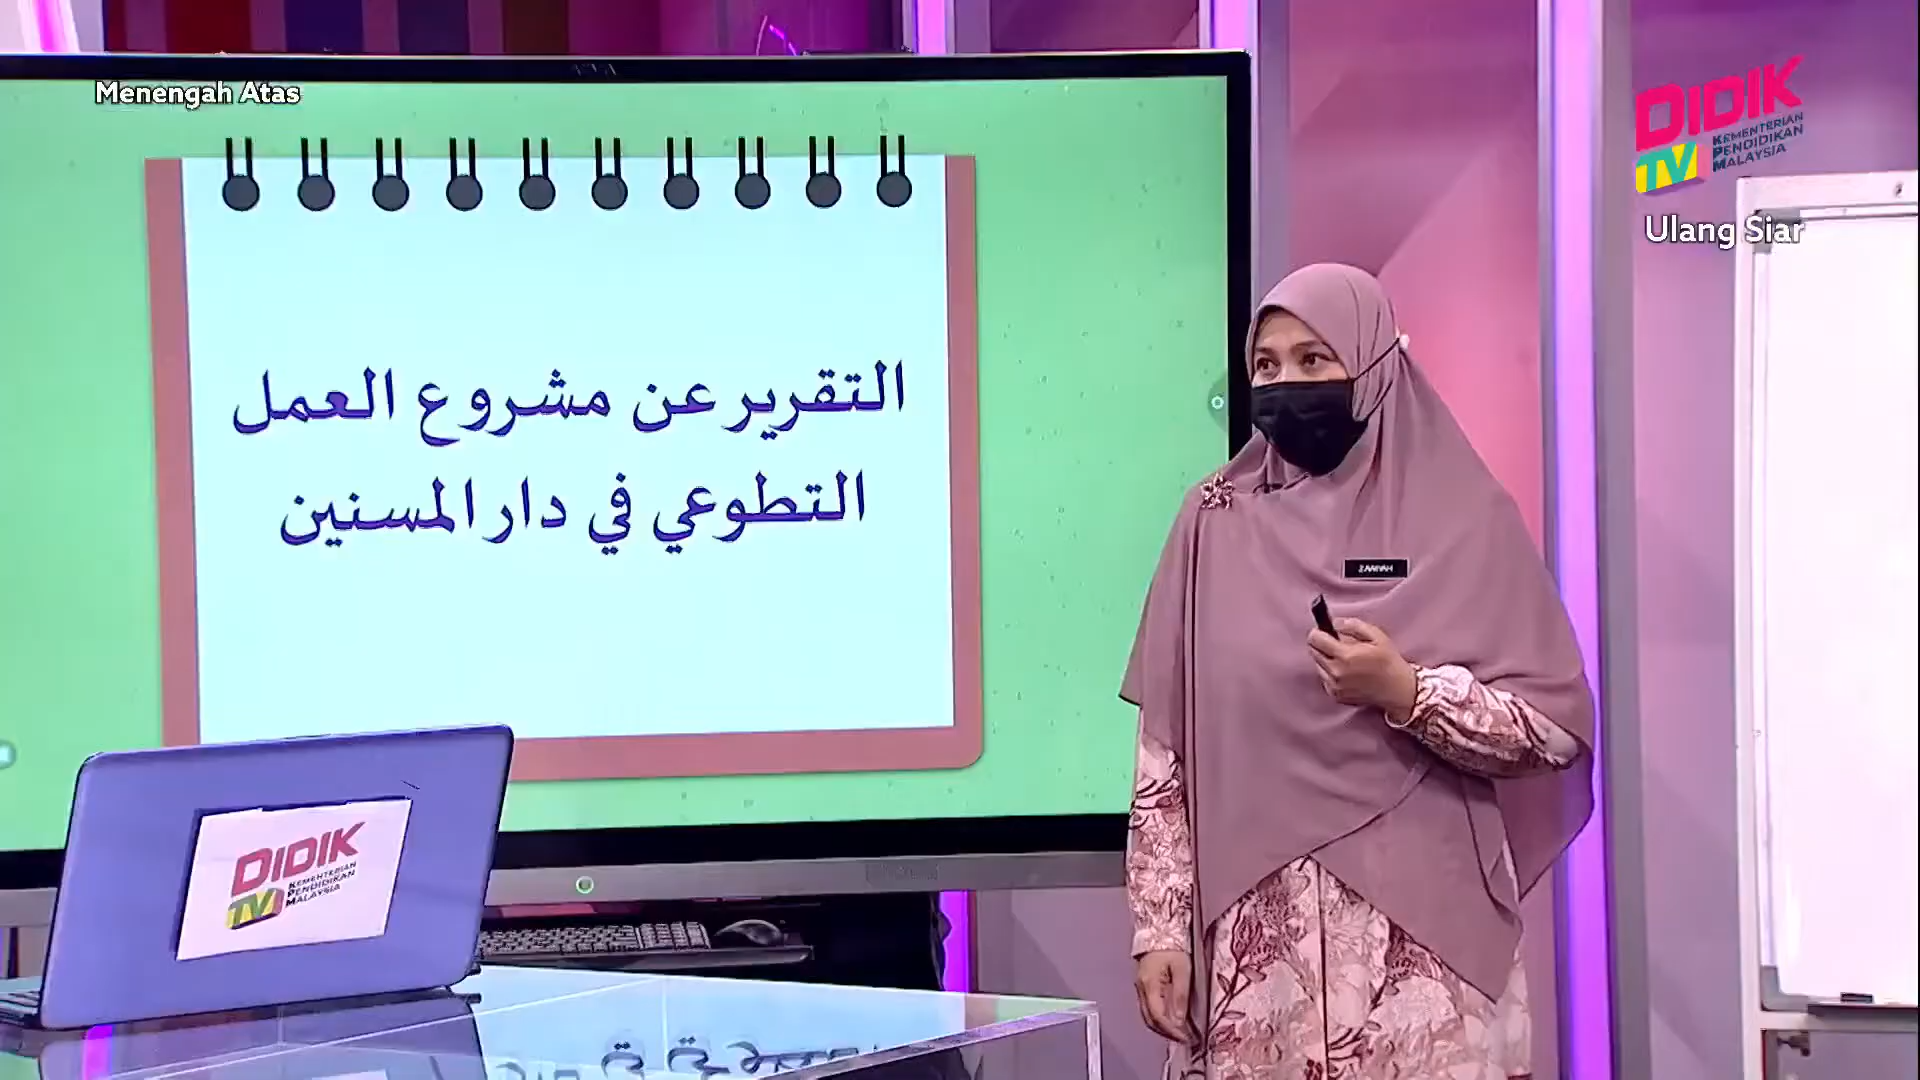 Menengah Atas
DIDIK
TV
KEMENTERIAN
PENDIDIKAN
MALAYSIA
Ulang Siar
التقرير عن مشروع العمل
التطوعي في دار المسنين
DIDIK
TV
KEMENTERIAN
PENDIDIKAN
MALAYSIA